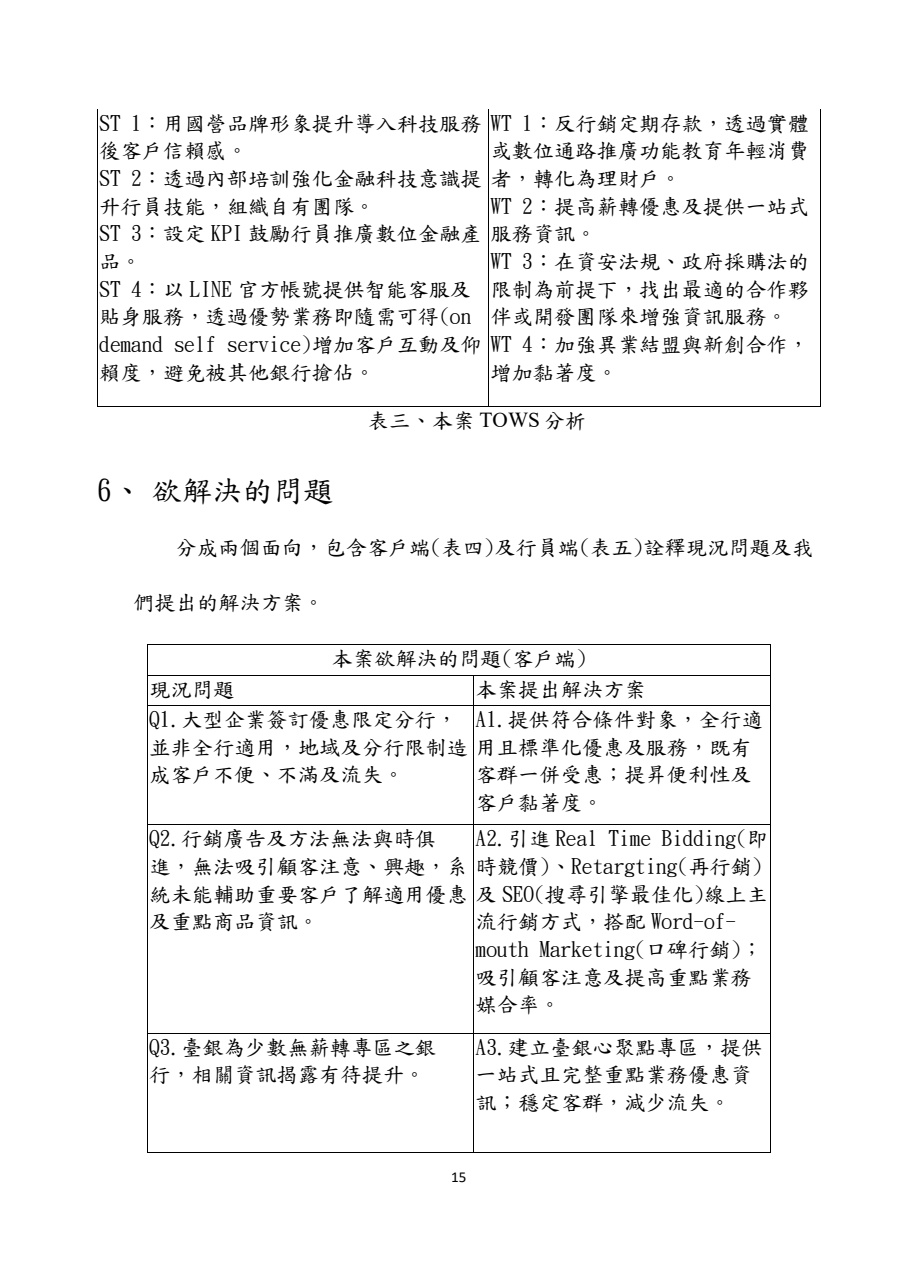 ST 1：用國營品牌形象提升導入科技服務
後客戶信賴感。
ST 2：透過內部培訓強化金融科技意識提
升行員技能，組織自有團隊。
ST 3：設定 KPI 鼓勵行員推廣數位金融產
品。
ST 4：以 LINE 官方帳號提供智能客服及
貼身服務，透過優勢業務即隨需可得(on
demand self service)增加客戶互動及仰
賴度，避免被其他銀行搶佔。
WT 1：反行銷定期存款，透過實體
或數位通路推廣功能教育年輕消費
者，轉化為理財戶。
WT 2：提高薪轉優惠及提供一站式
服務資訊。
WT 3：在資安法規、政府採購法的
限制為前提下，找出最適的合作夥
伴或開發團隊來增強資訊服務。
WT 4：加強異業結盟與新創合作，
增加黏著度。
表三、本案 TOWS 分析
6、 欲解決的問題
分成兩個面向，包含客戶端(表四)及行員端(表五)詮釋現況問題及我
們提出的解決方案。
本案欲解決的問題(客戶端)
現況問題
本案提出解決方案
Q1.大型企業簽訂優惠限定分行，
並非全行適用，地域及分行限制造
成客戶不便、不滿及流失。
A1.提供符合條件對象，全行適
用且標準化優惠及服務，既有
客群一併受惠；提昇便利性及
客戶黏著度。
Q2.行銷廣告及方法無法與時俱
進，無法吸引顧客注意、興趣，系
統未能輔助重要客戶了解適用優惠
及重點商品資訊。
A2.引進 Real Time Bidding(即
時競價)、Retargting(再行銷)
及 SEO(搜尋引擎最佳化)線上主
流行銷方式，搭配 Word-of-
mouth Marketing(口碑行銷)；
吸引顧客注意及提高重點業務
媒合率。
Q3.臺銀為少數無薪轉專區之銀
行，相關資訊揭露有待提升。
A3.建立臺銀心聚點專區，提供
一站式且完整重點業務優惠資
訊；穩定客群，減少流失。
15